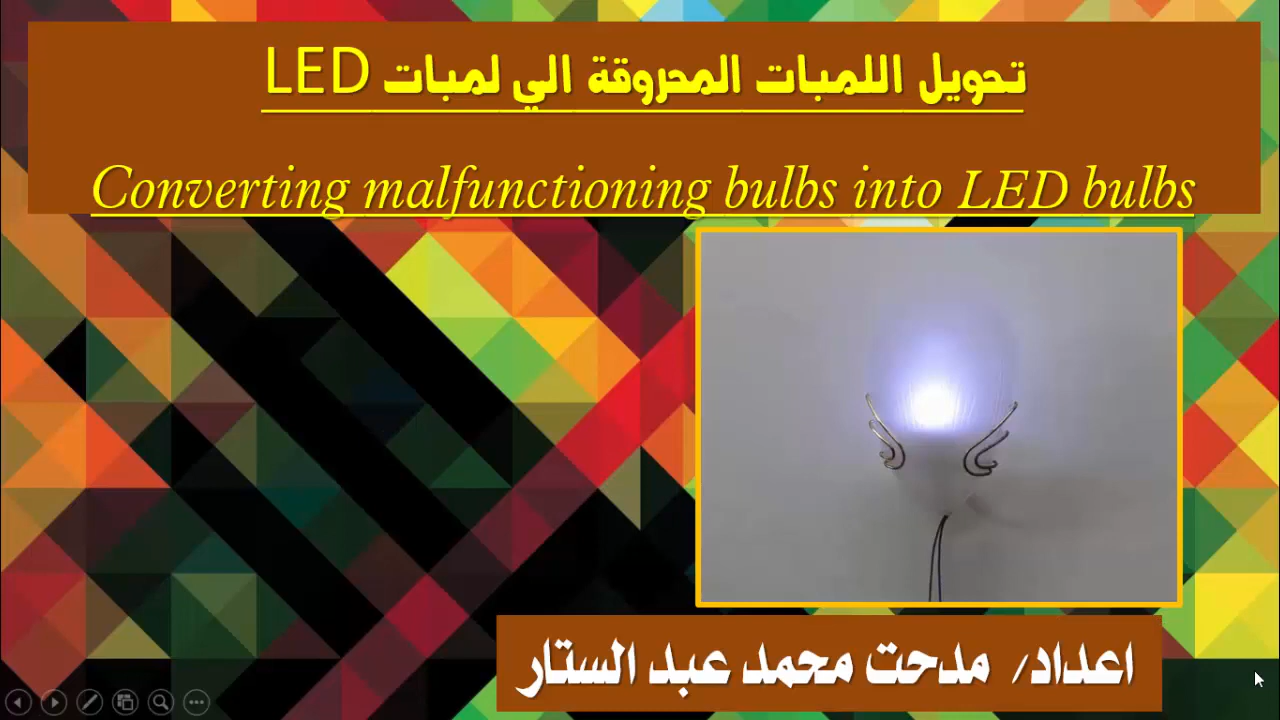 تحويل اللمبات المحروقة الي لمبات LED
Converting malfunctioning bulbs into LED bulbs
اعداد/ مدحت محمد عبد الستار